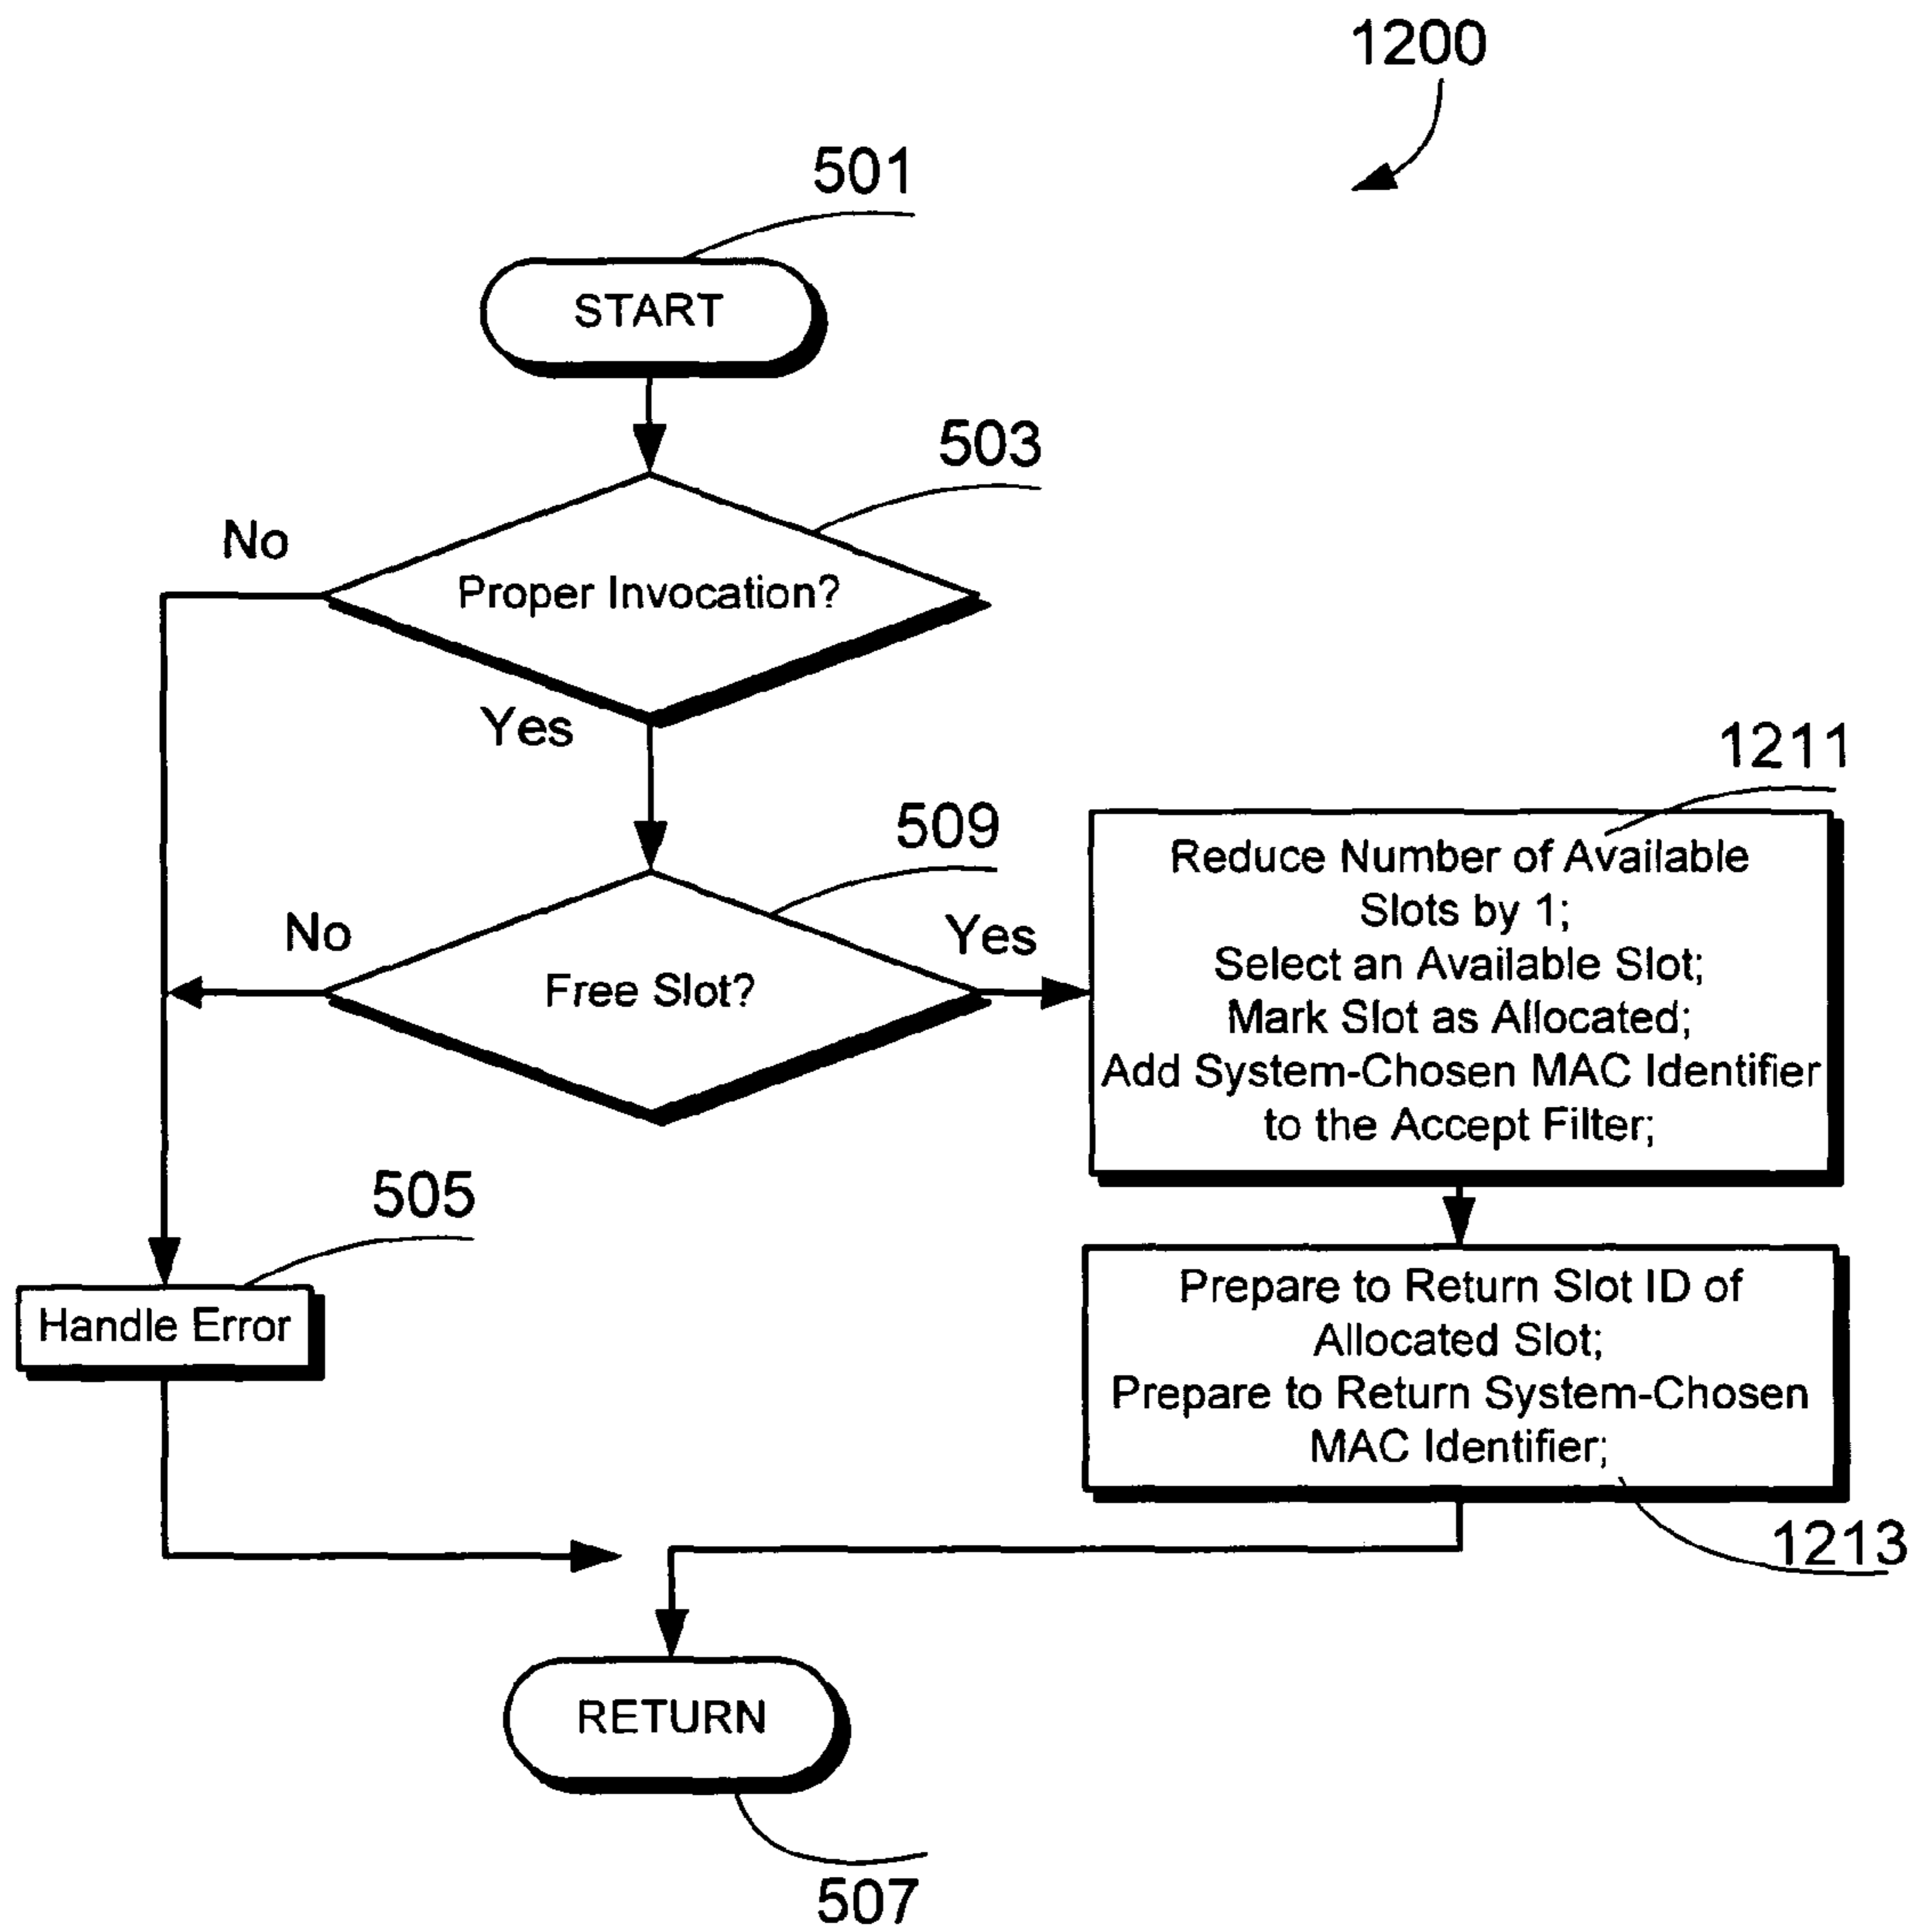 1200
501
START
503
No
Proper Invocation?
Yes
1211
509
Reduce Number of Available
Slots by 1;
Select an Available Slot;
Mark Slot as Allocated;
Add System-Chosen MAC Identifier
to the Accept Filter;
No
Yes
Free Slot?
505
Handle Error
Prepare to Return Slot ID of
Allocated Slot;
Prepare to Return System-Chosen
MAC Identifier;
1213
RETURN
507